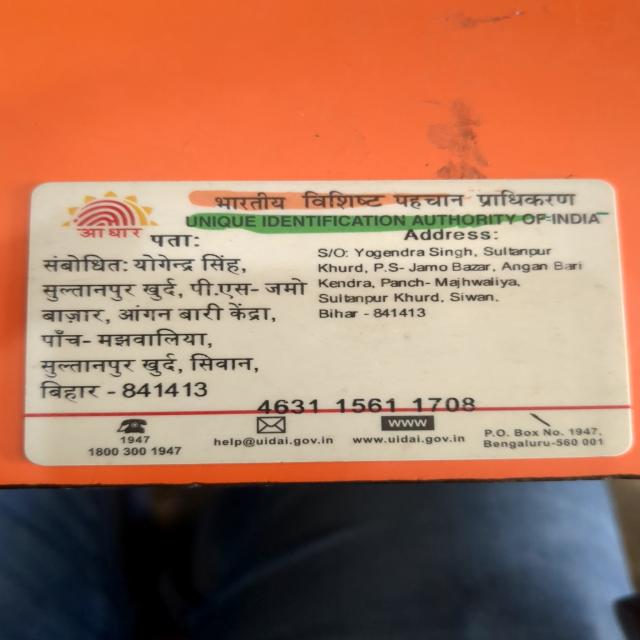 भारतीय विशिष्ट पहचान प्राधिकरण
UNIQUE IDENTIFICATION AUTHORITY OF INDIA
आधार
पता:
संबोधित: योगेन्द्र सिंह,
सुल्तानपुर खुर्द, पी.एस- जमो
बाज़ार, आंगन बारी केंद्रा,
पाँच- मझवालिया,
सुल्तानपुर खुर्द, सिवान,
बिहार - 841413
Address:
S/O: Yogendra Singh, Sultanpur
Khurd, P.S- Jamo Bazar, Angan Bari
Kendra, Panch- Majhwaliya,
Sultanpur Khurd, Siwan,
Bihar - 841413
4631 1561 1708
1947
1800 300 1947
help@uidai.gov.in
www
www.uidai.gov.in
P.O. Box No. 1947,
Bengaluru-560 001